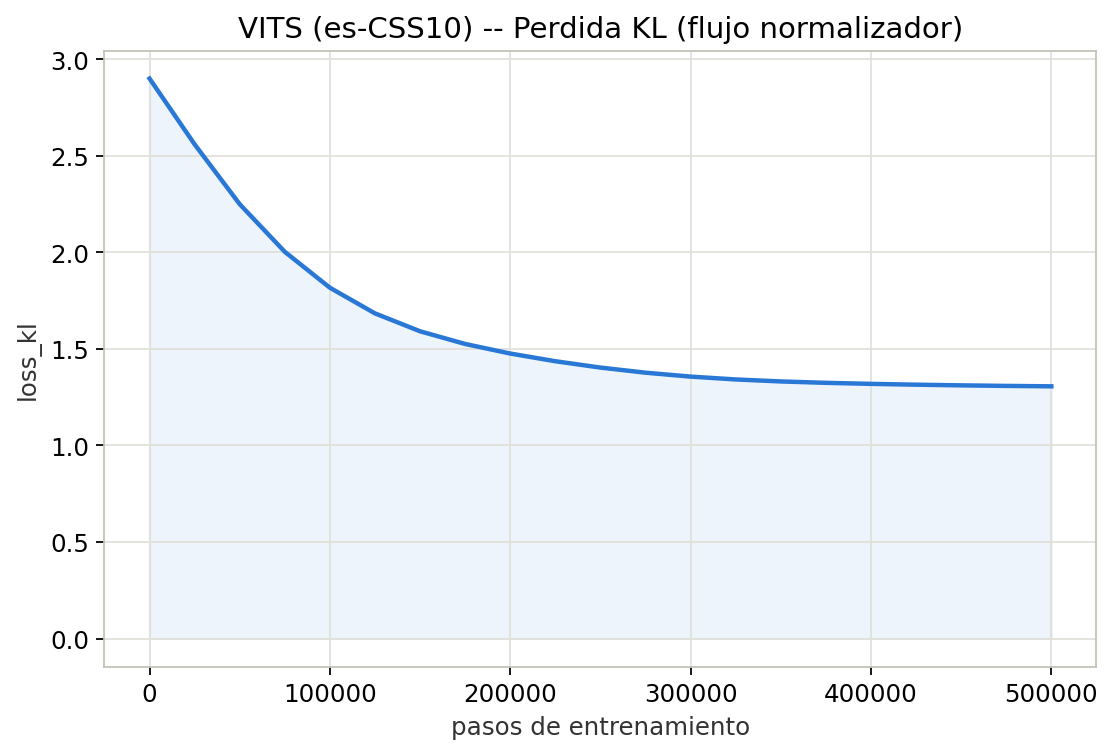 VITS (es-CSS10) -- Perdida KL (flujo normalizador)
3.0
2.5
2.0
1.5
1.0
0.5
0.0
loss_kl
0 100000 200000 300000 400000 500000
pasos de entrenamiento